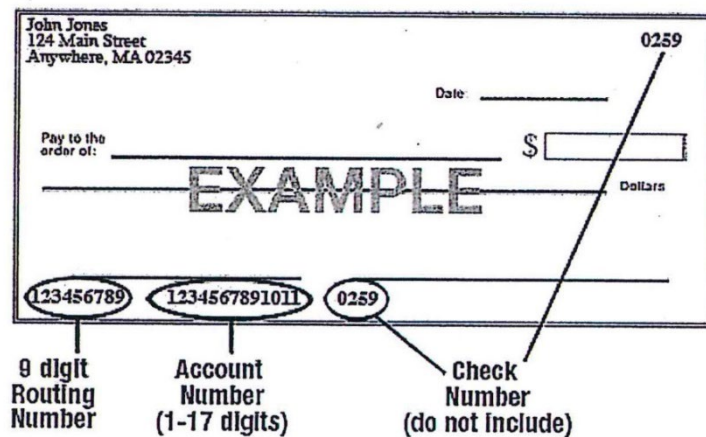 John Jones
124 Main Street
Anywhere, MA 02345
0259
Date:
Pay to the
order of:
$
EXAMPLE
Dollars
123456789 1234567891011 0259
9 digit
Routing
Number
Account
Number
(1-17 digits)
Check
Number
(do not include)